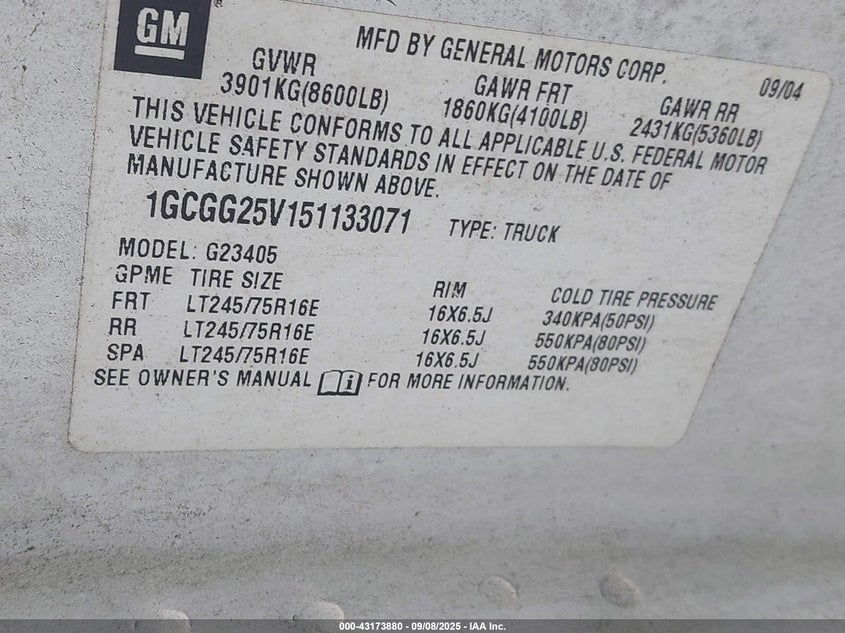 GM
MFD BY GENERAL MOTORS CORP. 09/04
GVWR GAWR FRT GAWR RR
3901KG(8600LB) 1860KG(4100LB) 2431KG(5360LB)
THIS VEHICLE CONFORMS TO ALL APPLICABLE U.S. FEDERAL MOTOR
VEHICLE SAFETY STANDARDS IN EFFECT ON THE DATE OF
MANUFACTURE SHOWN ABOVE.
1GCGG25V151133071 TYPE: TRUCK
MODEL: G23405
GPME TIRE SIZE RIM COLD TIRE PRESSURE
FRT LT245/75R16E 16X6.5J 340KPA(50PSI)
RR LT245/75R16E 16X6.5J 550KPA(80PSI)
SPA LT245/75R16E 16X6.5J 550KPA(80PSI)
SEE OWNER'S MANUAL FOR MORE INFORMATION.
000-43173880 - 09/08/2025 - IAA Inc.